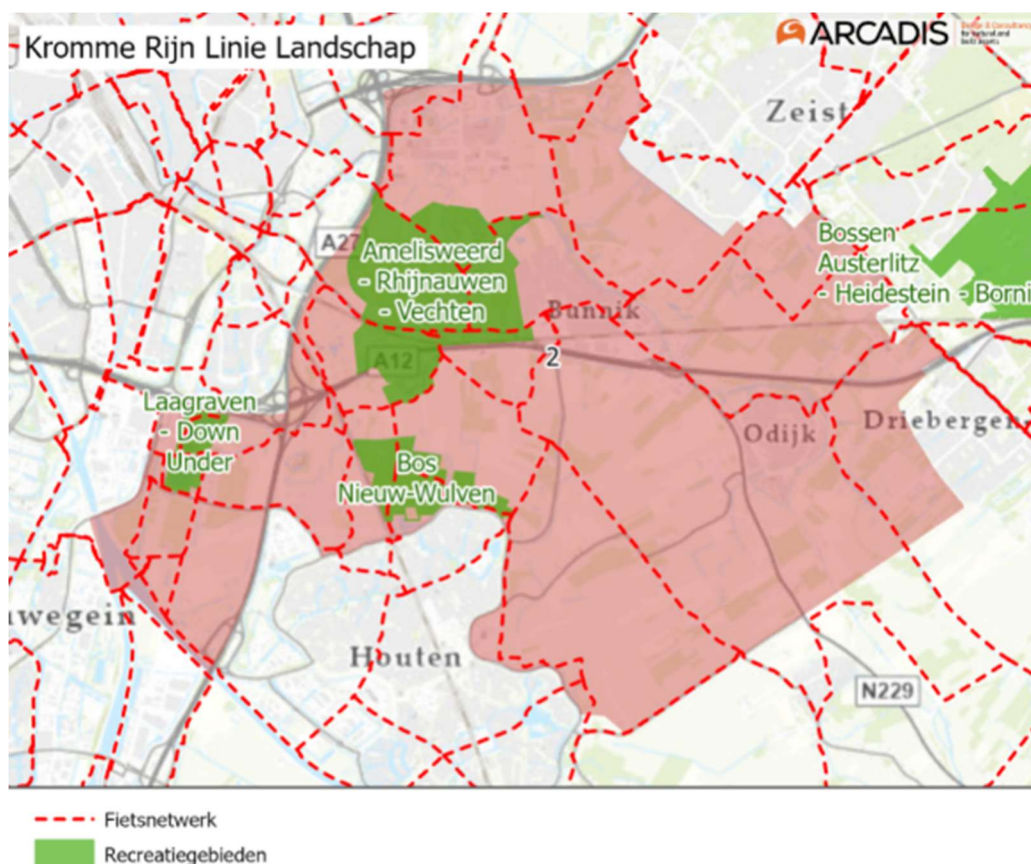 Kromme Rijn Linie Landschap
ARCADIS
Zeist
A27
Amelisweerd
- Rhijnauwen
- Vechten
Bossen
Austerlitz
- Heidestein - Borni
Bunnik
A12
2
Laagraven
- Down
Under
Odijk
Driebergen
Bos
Nieuw-Wulven
wegein
Houten
N229
Fietsnetwerk
Recreatiegebieden